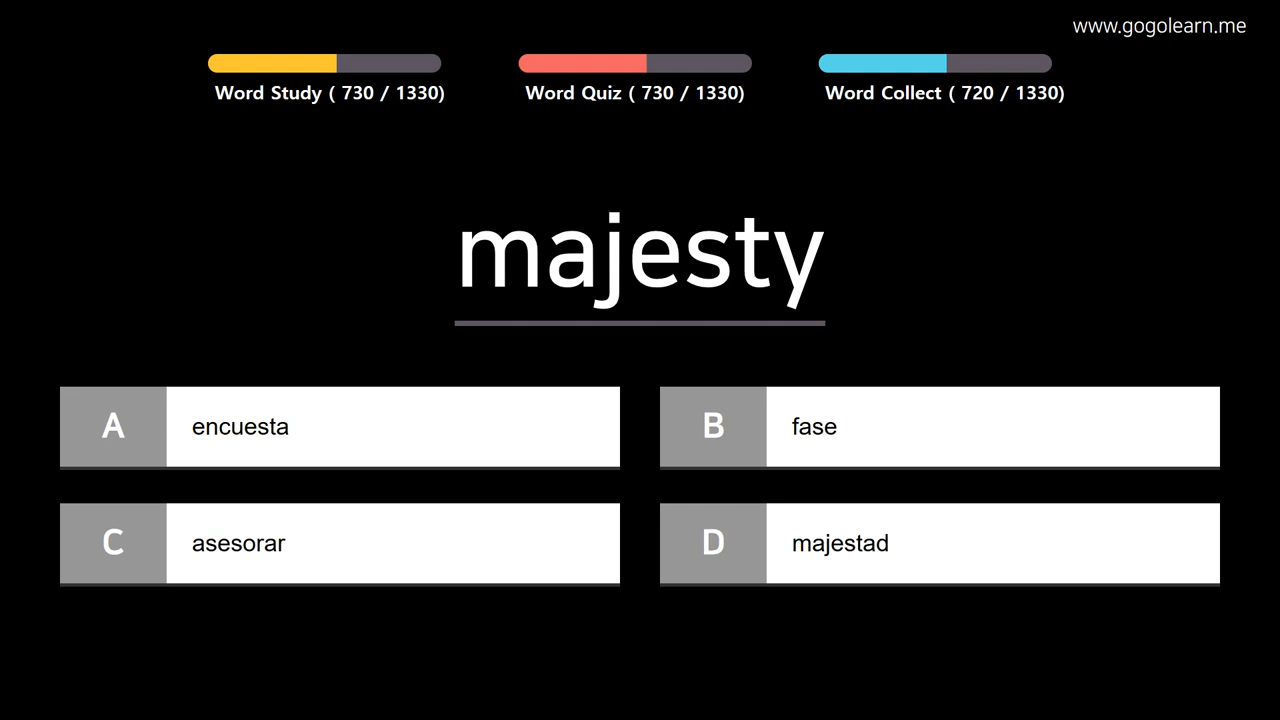 www.gogolearn.me
Word Study ( 730 / 1330)
Word Quiz ( 730 / 1330)
Word Collect ( 720 / 1330)
majesty
A encuesta
B fase
C asesorar
D majestad